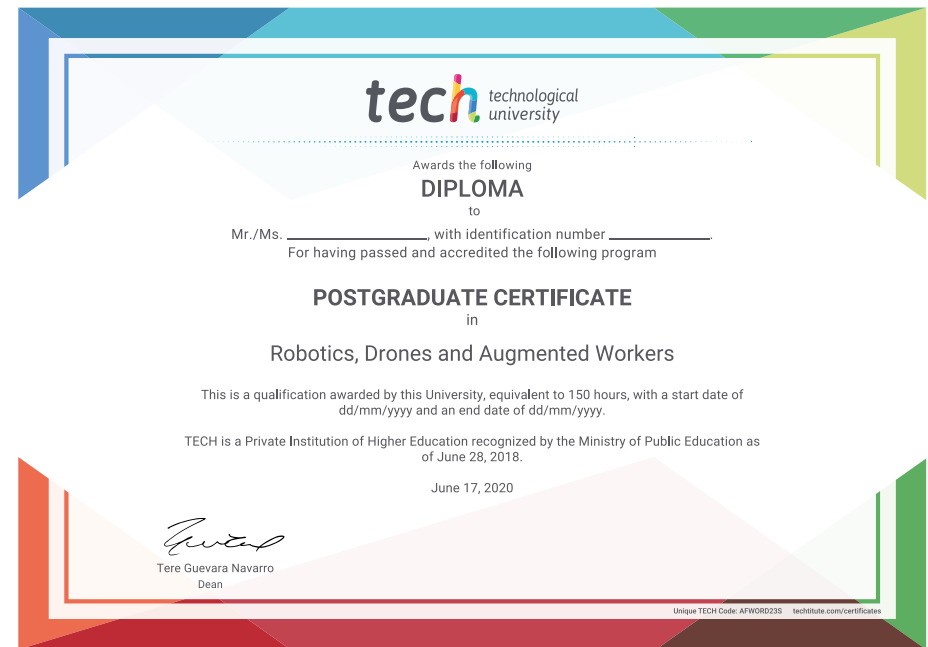 tech technological
university
Awards the following
DIPLOMA
to
Mr./Ms. ____________________, with identification number ______________.
For having passed and accredited the following program
POSTGRADUATE CERTIFICATE
in
Robotics, Drones and Augmented Workers
This is a qualification awarded by this University, equivalent to 150 hours, with a start date of
dd/mm/yyyy and an end date of dd/mm/yyyy.
TECH is a Private Institution of Higher Education recognized by the Ministry of Public Education as
of June 28, 2018.
June 17, 2020
Tere Guevara Navarro
Dean
Unique TECH Code: AFWORD23S techtitute.com/certificates